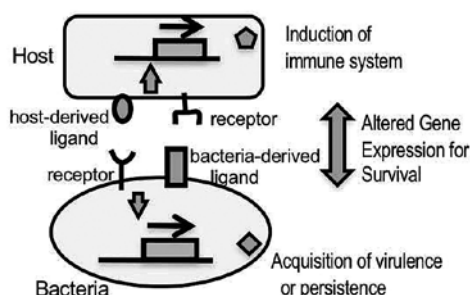 Host
Induction of
immune system
host-derived
ligand
receptor
Altered Gene
Expression for
Survival
receptor
bacteria-derived
ligand
Bacteria
Acquisition of virulence
or persistence